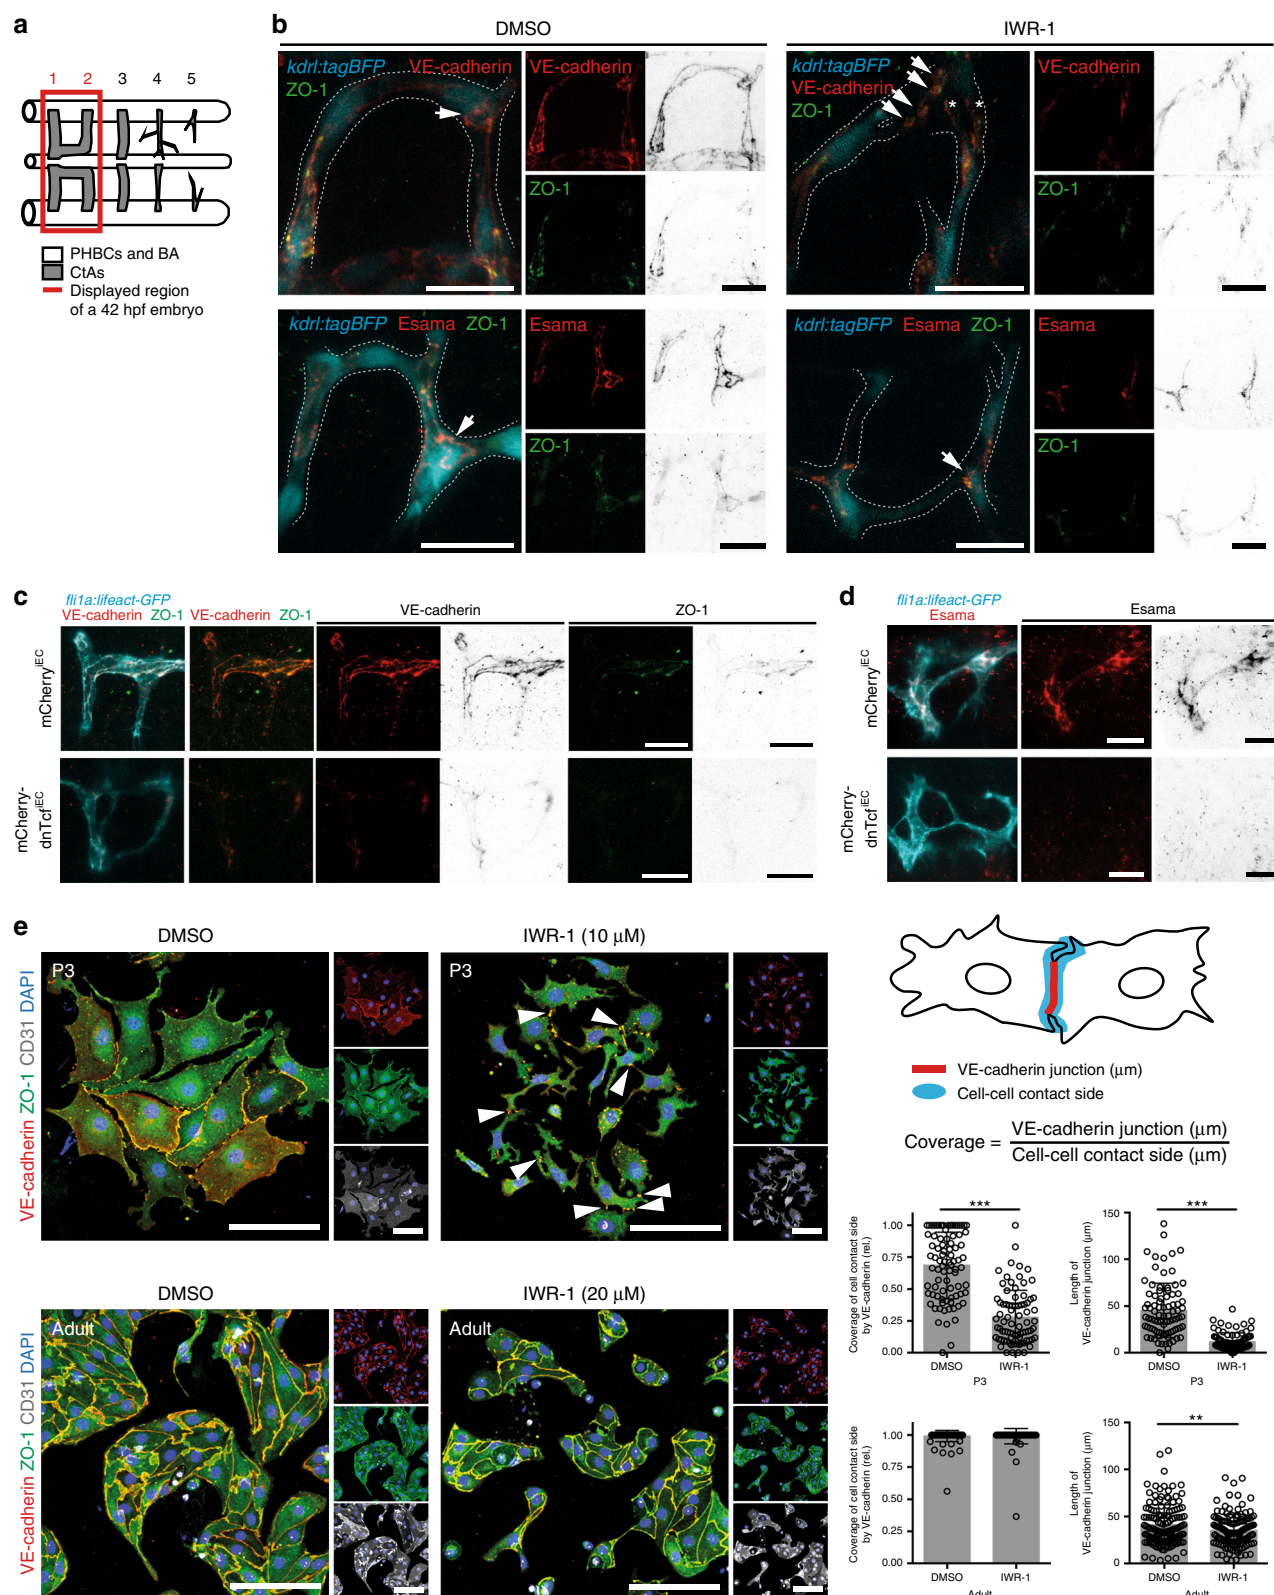 a
1 2 3 4 5
PHBCs and BA
CtAs
Displayed region
of a 42 hpf embryo
b
DMSO
IWR-1
kdrl:tagBFP VE-cadherin
ZO-1
VE-cadherin
ZO-1
kdrl:tagBFP
VE-cadherin
ZO-1
* *
VE-cadherin
ZO-1
kdrl:tagBFP Esama ZO-1
Esama
ZO-1
kdrl:tagBFP Esama ZO-1
Esama
ZO-1
c
fli1a:lifeact-GFP
VE-cadherin ZO-1
VE-cadherin ZO-1
VE-cadherin
ZO-1
mCherryiEC
mCherry-
dnTcfiEC
d
fli1a:lifeact-GFP
Esama
Esama
mCherryiEC
mCherry-
dnTcfiEC
e
DMSO
IWR-1 (10 µM)
VE-cadherin ZO-1 CD31 DAPI
P3
P3
DMSO
IWR-1 (20 µM)
VE-cadherin ZO-1 CD31 DAPI
Adult
Adult
VE-cadherin junction (µm)
Cell-cell contact side
Coverage = VE-cadherin junction (µm)
Cell-cell contact side (µm)
Coverage of cell contact side
by VE-cadherin (rel.)
1.00
0.75
0.50
0.25
0.00
***
DMSO IWR-1
P3
Length of
VE-cadherin junction (µm)
150
100
50
0
***
DMSO IWR-1
P3
Coverage of cell contact side
by VE-cadherin (rel.)
1.00
0.75
0.50
0.25
0.00
DMSO IWR-1
Adult
Length of
VE-cadherin junction (µm)
150
100
50
0
**
DMSO IWR-1
Adult